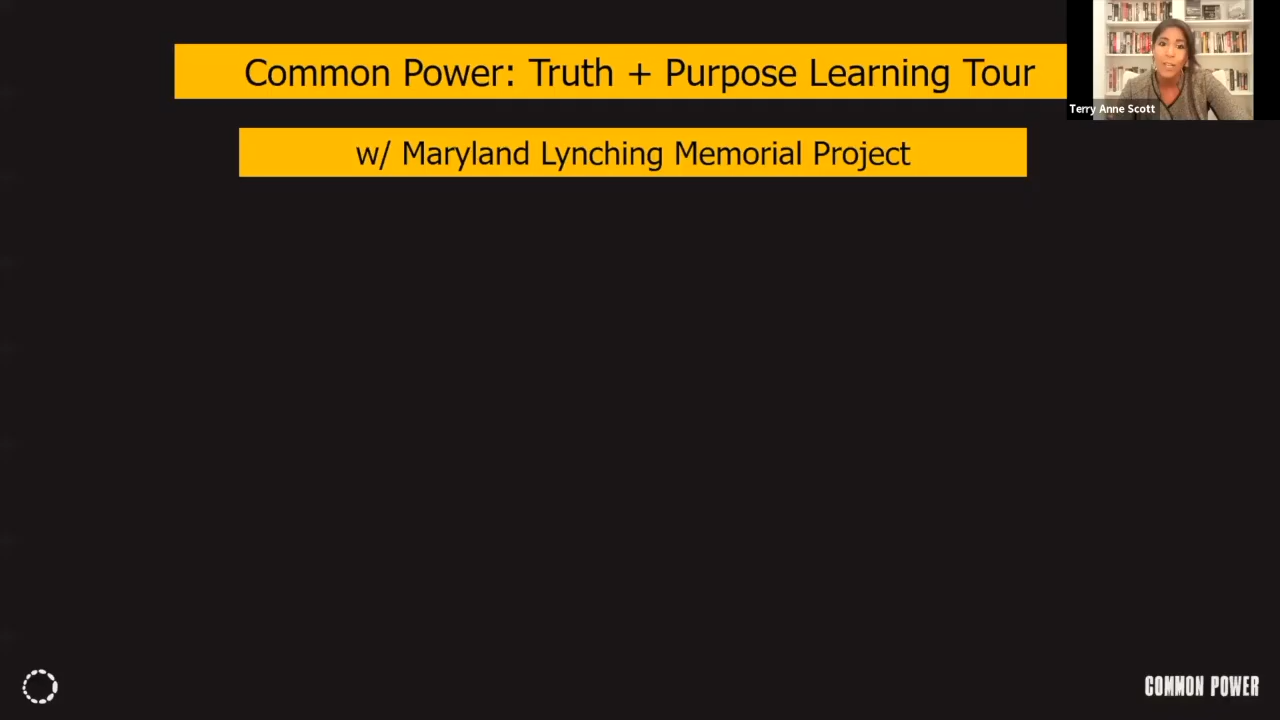 Common Power: Truth + Purpose Learning Tour
Terry Anne Scott
w/ Maryland Lynching Memorial Project
COMMON POWER